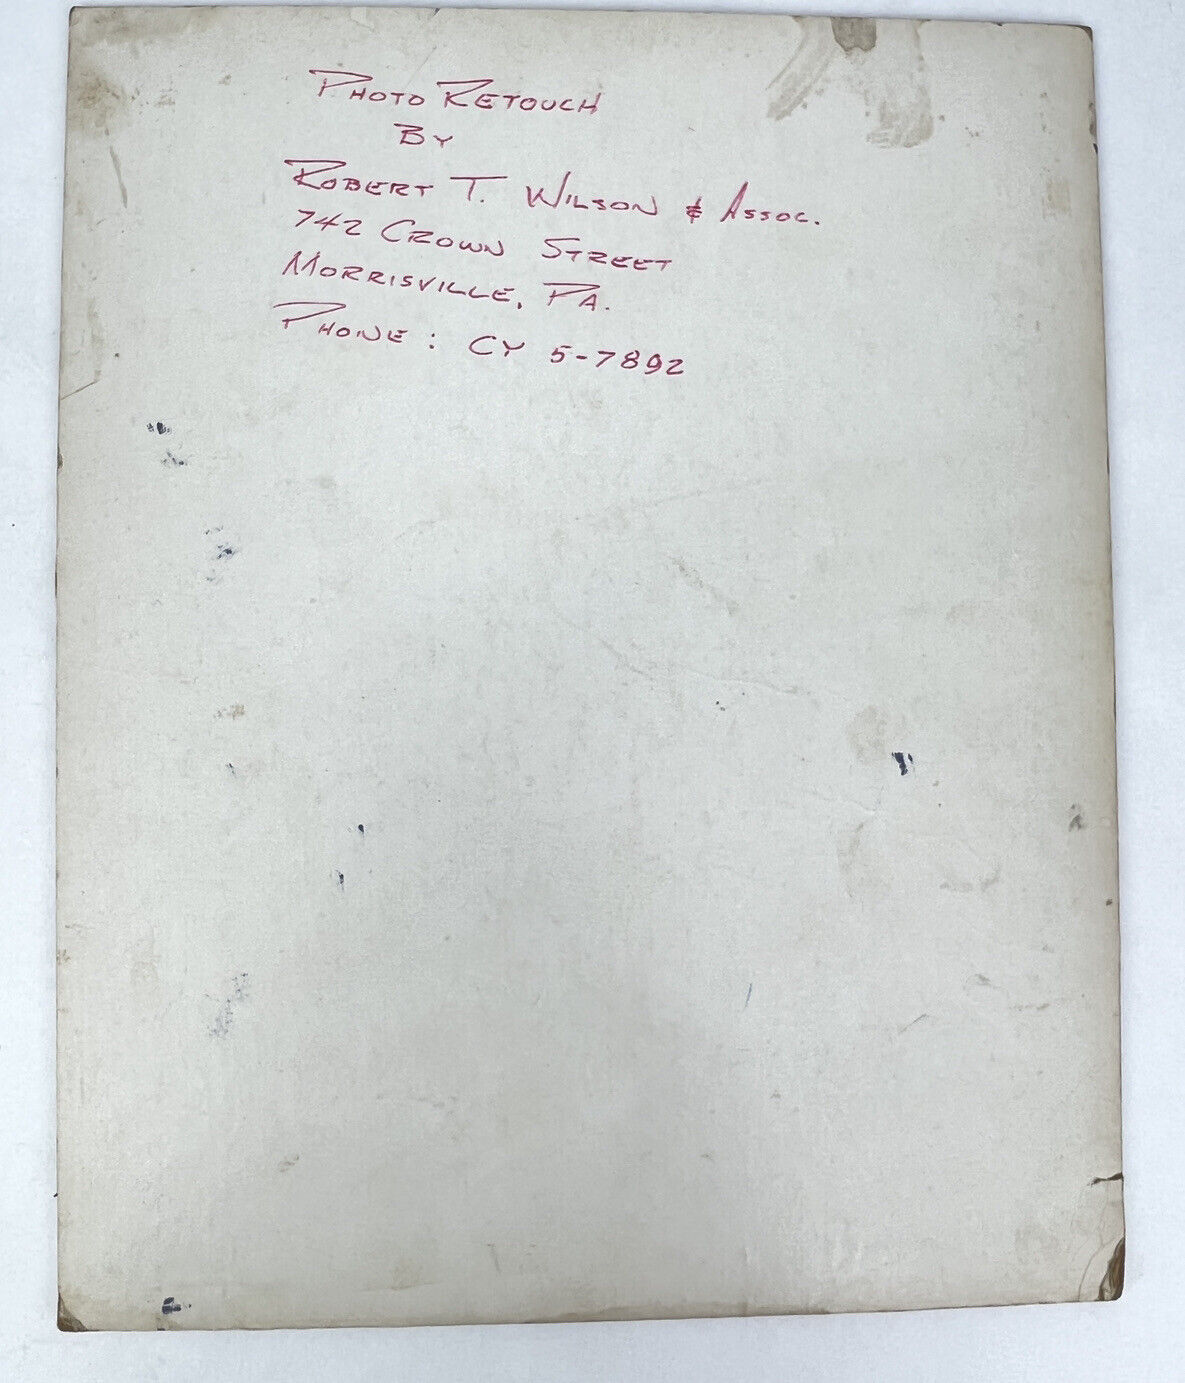 PHOTO RETOUCH
BY
ROBERT T. WILSON & ASSOC.
742 CROWN STREET
MORRISVILLE, PA.
PHONE: CY 5-7892